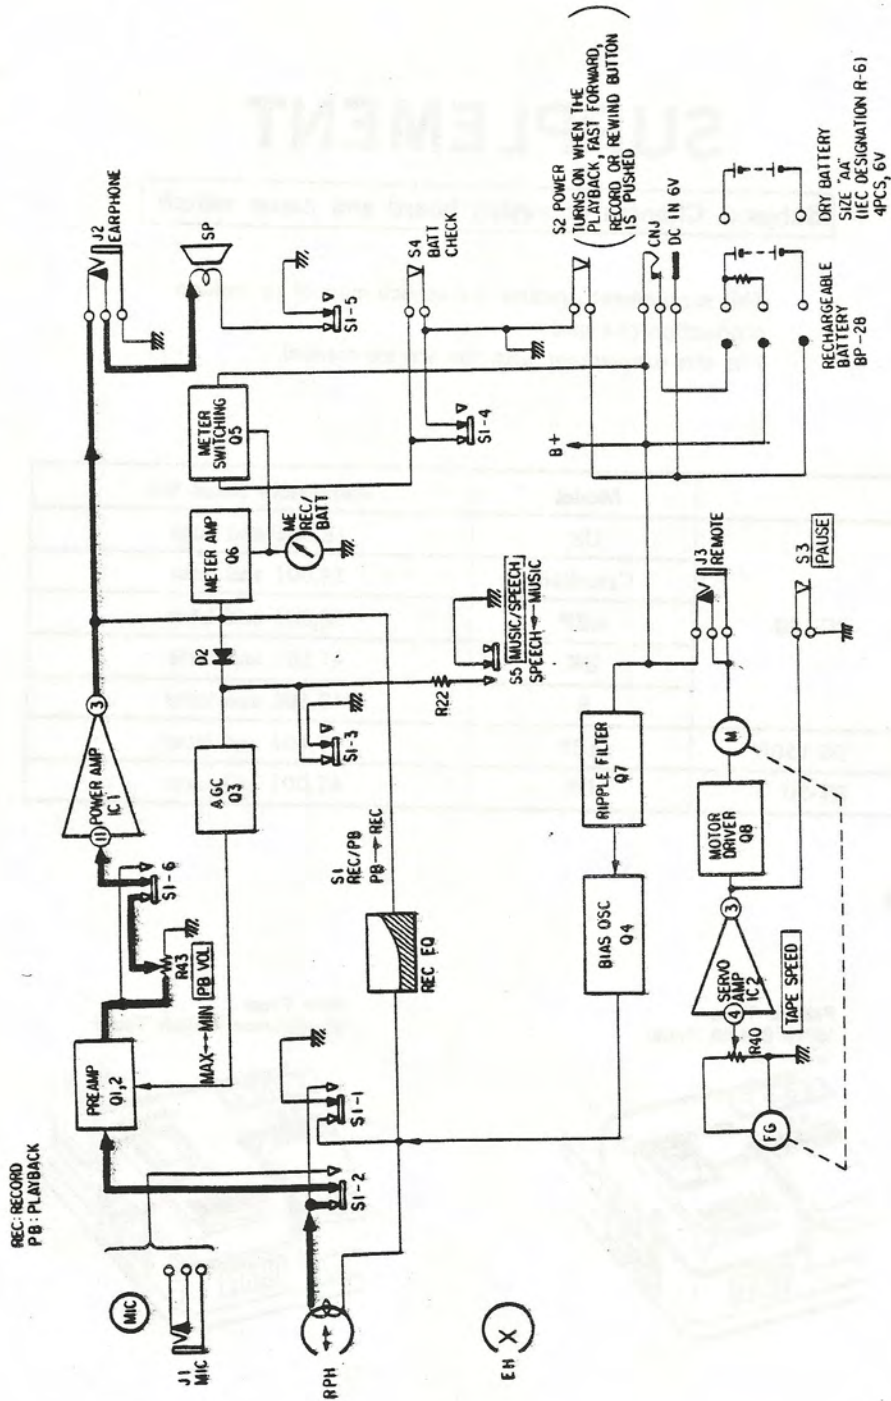 REC: RECORD
PB: PLAYBACK
MIC
J1
MIC
PREAMP
Q1,2
MAX↔MIN
PB VOL
R43
S1-6
11
POWER AMP
IC1
3
J2
EARPHONE
SP
S1-5
AGC
Q3
D2
METER AMP
Q6
METER
SWITCHING
Q5
ME
REC/
BATT
S1-3
R22
S5 MUSIC/SPEECH
SPEECH↔MUSIC
S1-4
S4
BATT
CHECK
S1-2
S1-1
RPH
S1
REC/PB
PB→REC
REC EQ
EH
BIAS OSC
Q4
RIPPLE FILTER
Q7
B+
S2 POWER
TURNS ON WHEN THE
PLAYBACK, FAST FORWARD,
RECORD OR REWIND BUTTON
IS PUSHED
CNJ
DC IN 6V
RECHARGEABLE
BATTERY
BP-28
DRY BATTERY
SIZE "AA"
(IEC DESIGNATION R-6)
4PCS, 6V
FG
R40
TAPE SPEED
4
SERVO
AMP
IC2
3
MOTOR
DRIVER
Q8
M
J3
REMOTE
S3
PAUSE
SUPPLEMENT
Model